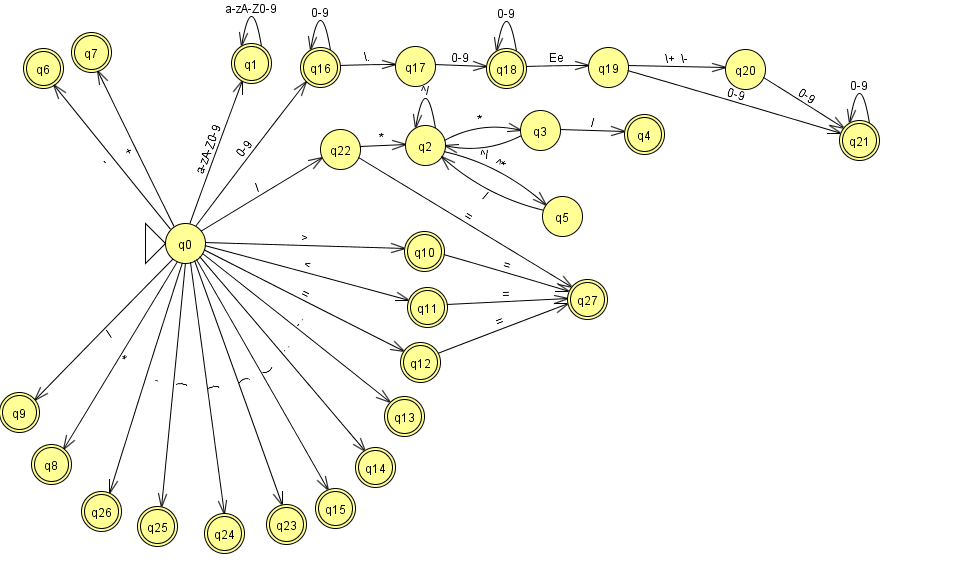 a-zA-Z0-9
0-9
0-9
q7
q6
q1
q16
\.
q17
0-9
q18
Ee
q19
\+ \-
q20
0-9
0-9
0-9
q21
+
-
a-zA-Z0-9
0-9
/
q22
*
q2
*
q3
/
q4
^*
/
q5
=
q0
>
q10
=
<
q11
=
q27
=
q12
=
/
*
q9
q8
q26
q25
q24
q23
q15
q14
q13